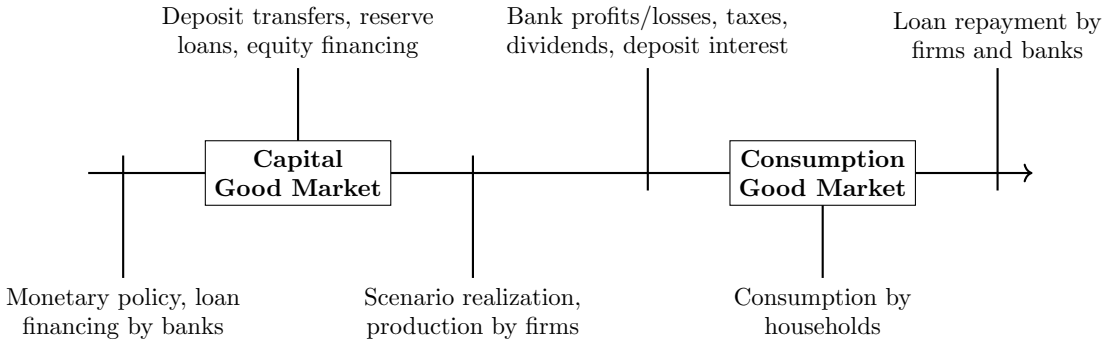 Deposit transfers, reserve
loans, equity financing
Bank profits/losses, taxes,
dividends, deposit interest
Loan repayment by
firms and banks
Capital
Good Market
Consumption
Good Market
Monetary policy, loan
financing by banks
Scenario realization,
production by firms
Consumption by
households